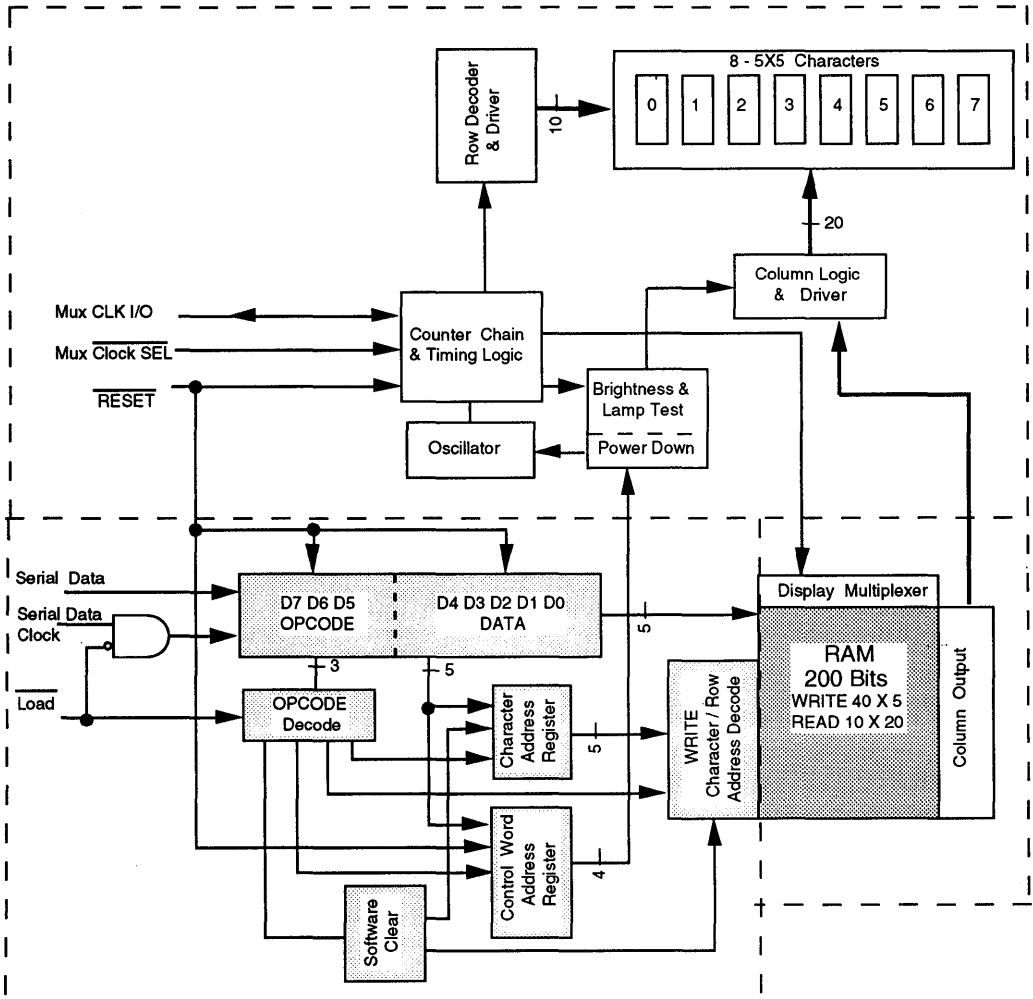 8 - 5X5 Characters
0 1 2 3 4 5 6 7
Row Decoder
& Driver
10
20
Column Logic
& Driver
Mux CLK I/O
Mux Clock SEL
RESET
Counter Chain
& Timing Logic
Brightness &
Lamp Test
Power Down
Oscillator
Serial Data
Serial Data
Clock
Load
D7 D6 D5
OPCODE
D4 D3 D2 D1 D0
DATA
5
3
5
OPCODE
Decode
Character
Address
Register
5
WRITE
Character / Row
Address Decode
Display Multiplexer
RAM
200 Bits
WRITE 40 X 5
READ 10 X 20
Column Output
Control Word
Address
Register
4
Software
Clear